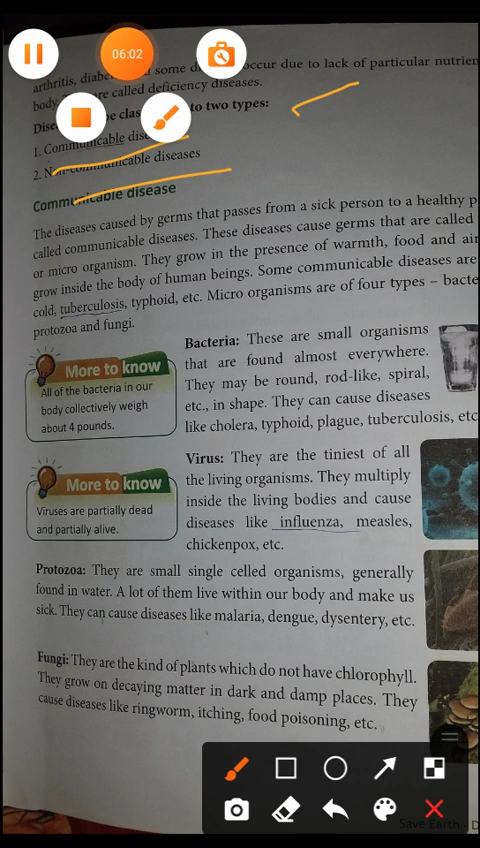 06:02
arthritis, some occur due to lack of particular
body are called deficiency diseases.
be to two types:
1. Communicable
2. Non-communicable diseases
Communicable disease
The diseases caused by germs that passes from a sick person to a healthy
called communicable diseases. These diseases cause germs that are called
or micro organism. They grow in the presence of warmth, food and
grow inside the body of human beings. Some communicable diseases are
cold, tuberculosis, typhoid, etc. Micro organisms are of four types –
protozoa and fungi.
Bacteria: These are small organisms
that are found almost everywhere.
They may be round, rod-like, spiral,
etc., in shape. They can cause diseases
like cholera, typhoid, plague, tuberculosis, etc
More to know
All of the bacteria in our
body collectively weigh
about 4 pounds.
Virus: They are the tiniest of all
the living organisms. They multiply
inside the living bodies and cause
diseases like influenza, measles,
chickenpox, etc.
More to know
Viruses are partially dead
and partially alive.
Protozoa: They are small single celled organisms, generally
found in water. A lot of them live within our body and make us
sick. They can cause diseases like malaria, dengue, dysentery, etc.
Fungi: They are the kind of plants which do not have chlorophyll.
They grow on decaying matter in dark and damp places. They
cause diseases like ringworm, itching, food poisoning, etc.
Save Earth - D